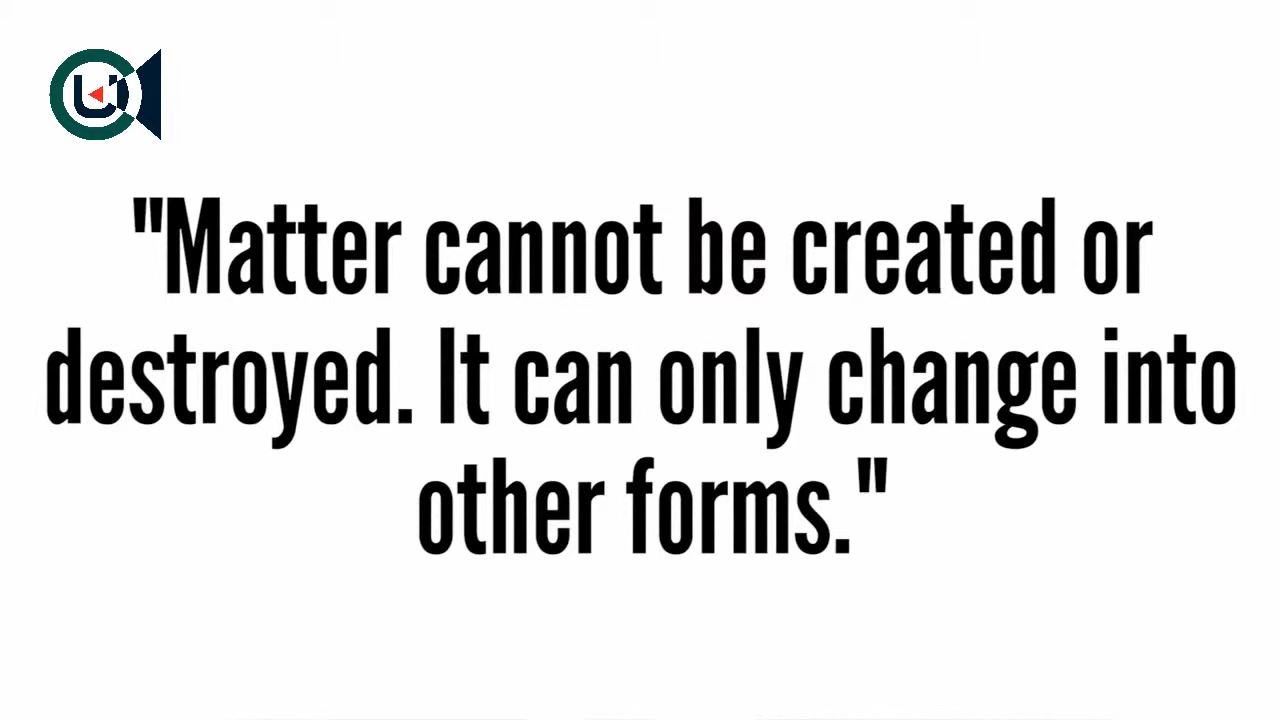 "Matter cannot be created or
destroyed. It can only change into
other forms."